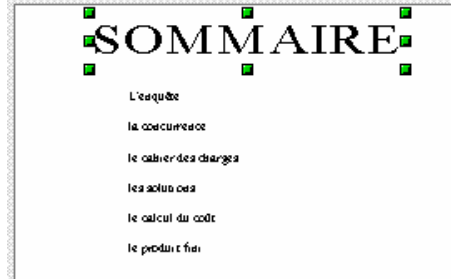 SOMMAIRE
L'enquête
la concurrence
le cahier des charges
les solutions
le calcul du coût
le produit fini